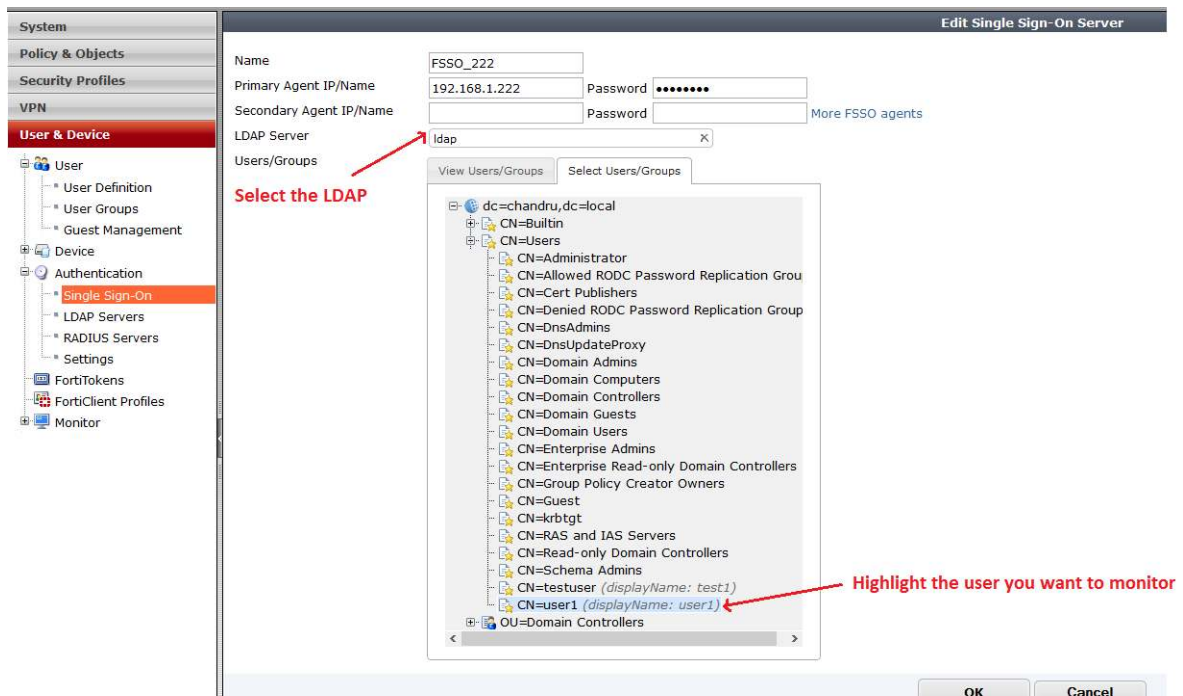 Edit Single Sign-On Server
System
Policy & Objects
Security Profiles
VPN
User & Device
User
User Definition
User Groups
Guest Management
Device
Authentication
Single Sign-On
LDAP Servers
RADIUS Servers
Settings
FortiTokens
FortiClient Profiles
Monitor
Name FSSO_222
Primary Agent IP/Name 192.168.1.222 Password ••••••••
Secondary Agent IP/Name Password More FSSO agents
LDAP Server ldap ×
Users/Groups
Select the LDAP
View Users/Groups Select Users/Groups
dc=chandru,dc=local
CN=Builtin
CN=Users
CN=Administrator
CN=Allowed RODC Password Replication Grou
CN=Cert Publishers
CN=Denied RODC Password Replication Group
CN=DnsAdmins
CN=DnsUpdateProxy
CN=Domain Admins
CN=Domain Computers
CN=Domain Controllers
CN=Domain Guests
CN=Domain Users
CN=Enterprise Admins
CN=Enterprise Read-only Domain Controllers
CN=Group Policy Creator Owners
CN=Guest
CN=krbtgt
CN=RAS and IAS Servers
CN=Read-only Domain Controllers
CN=Schema Admins
CN=testuser (displayName: test1)
CN=user1 (displayName: user1)
OU=Domain Controllers
Highlight the user you want to monitor
OK Cancel